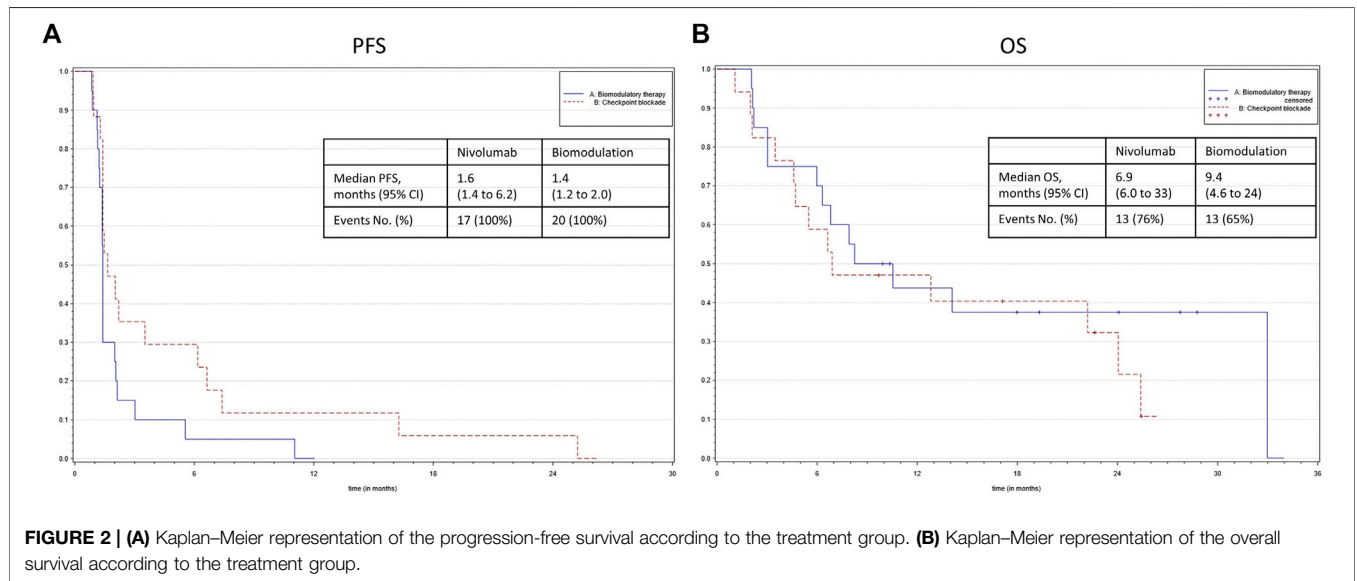 A
PFS
1.0
0.9
0.8
0.7
0.6
0.5
0.4
0.3
0.2
0.1
0.0
0 6 12 18 24 30
time (in months)
A: Biomodulatory therapy
B: Checkpoint blockade
Nivolumab Biomodulation
Median PFS, 1.6 1.4
months (95% CI) (1.4 to 6.2) (1.2 to 2.0)
Events No. (%) 17 (100%) 20 (100%)
B
OS
1.0
0.9
0.8
0.7
0.6
0.5
0.4
0.3
0.2
0.1
0.0
0 6 12 18 24 30 36
time (in months)
A: Biomodulatory therapy
censored
B: Checkpoint blockade
Nivolumab Biomodulation
Median OS, 6.9 9.4
months (95% CI) (6.0 to 33) (4.6 to 24)
Events No. (%) 13 (76%) 13 (65%)
FIGURE 2 | (A) Kaplan–Meier representation of the progression-free survival according to the treatment group. (B) Kaplan–Meier representation of the overall
survival according to the treatment group.